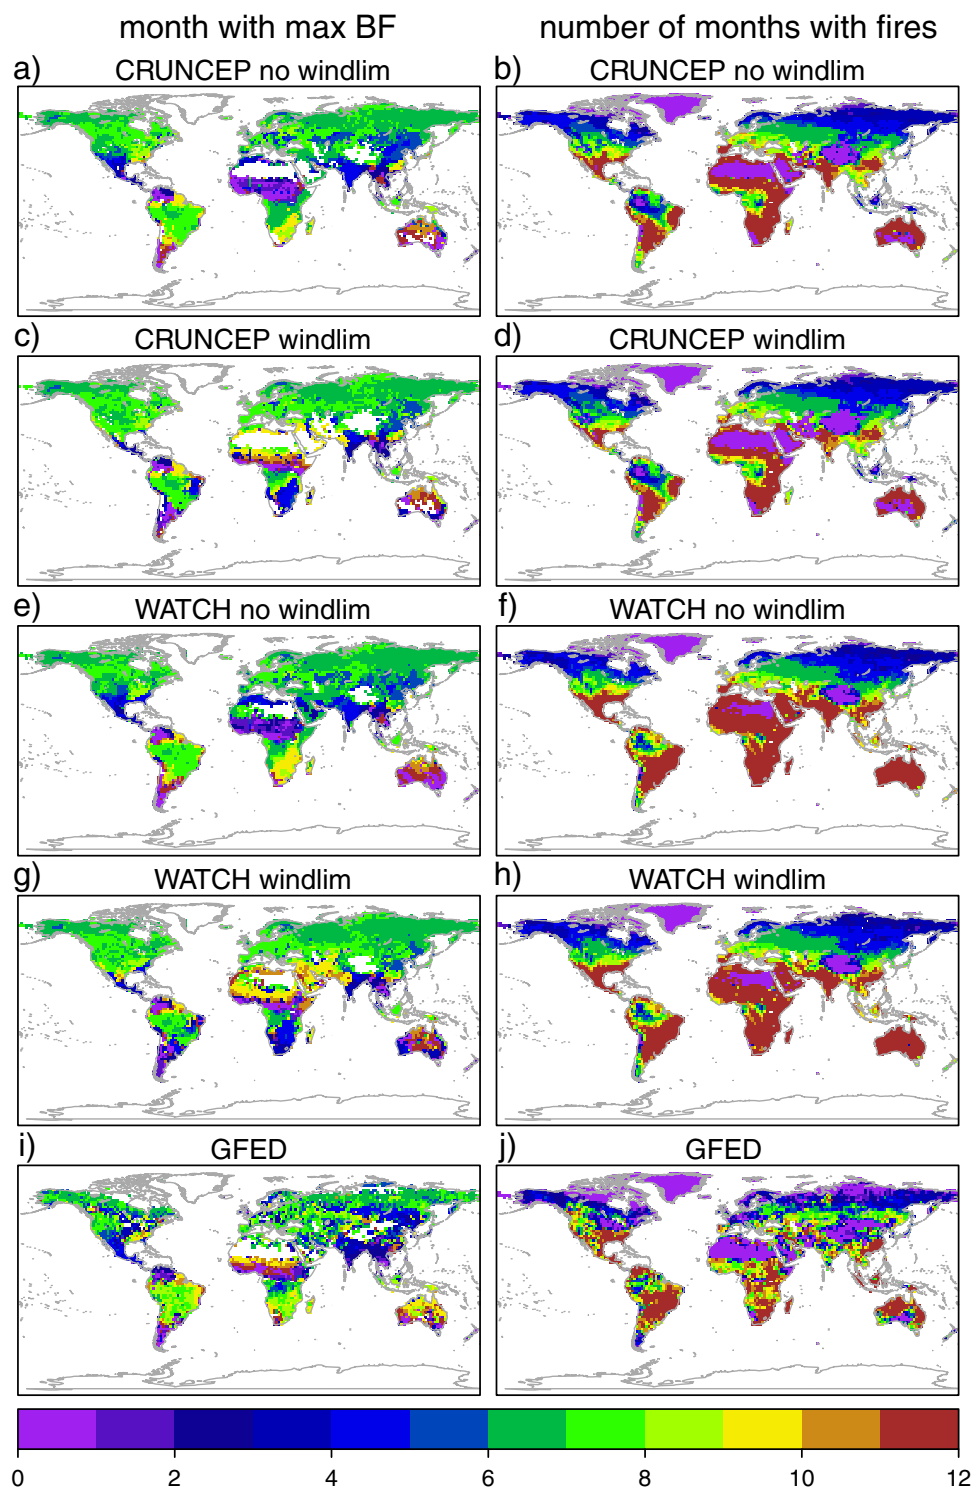 month with max BF
number of months with fires
a)
CRUNCEP no windlim
b)
CRUNCEP no windlim
c)
CRUNCEP windlim
d)
CRUNCEP windlim
e)
WATCH no windlim
f)
WATCH no windlim
g)
WATCH windlim
h)
WATCH windlim
i)
GFED
j)
GFED
0 2 4 6 8 10 12